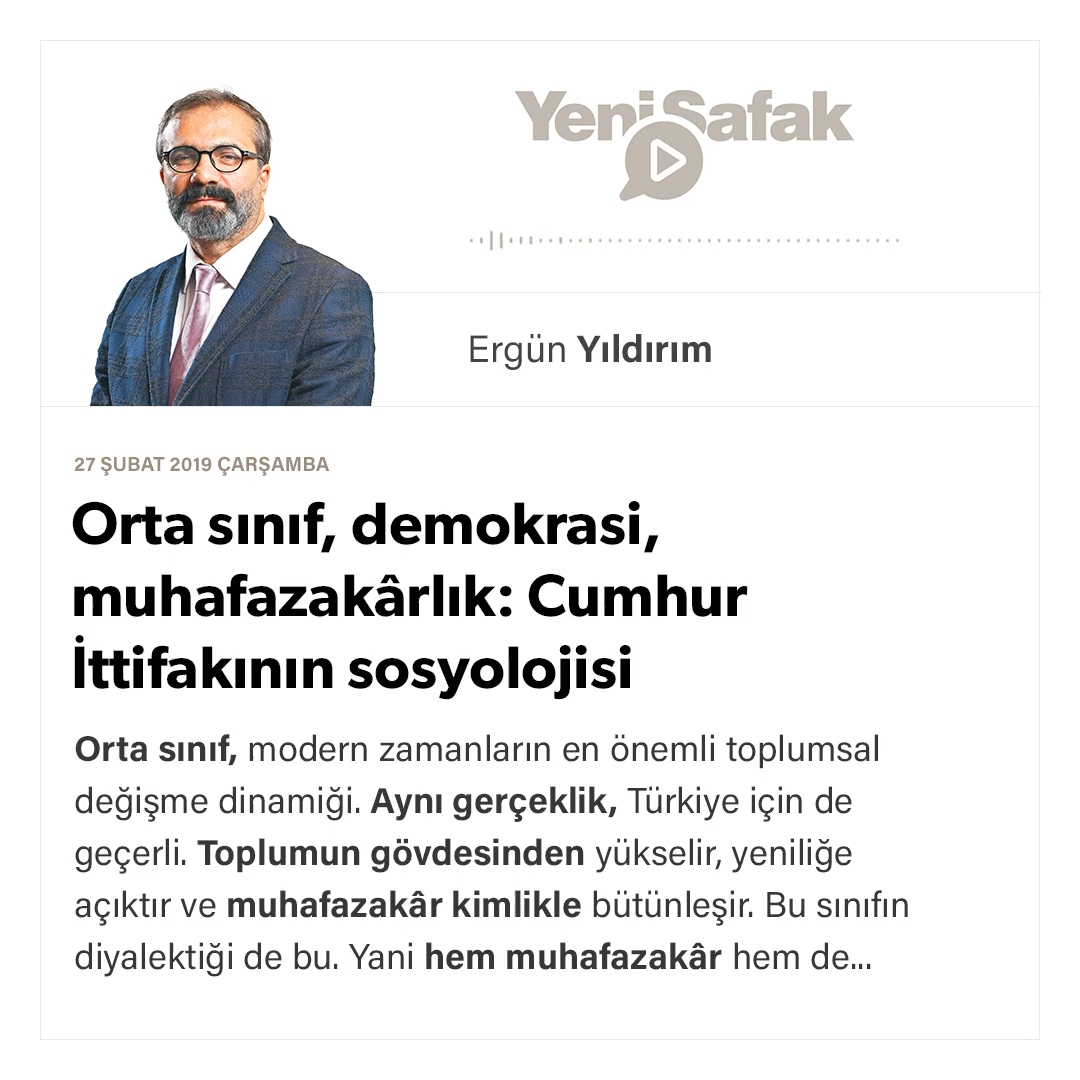 Yeni Şafak
Ergün Yıldırım
27 ŞUBAT 2019 ÇARŞAMBA
Orta sınıf, demokrasi,
muhafazakârlık: Cumhur
İttifakının sosyolojisi
Orta sınıf, modern zamanların en önemli toplumsal
değişme dinamiği. Aynı gerçeklik, Türkiye için de
geçerli. Toplumun gövdesinden yükselir, yeniliğe
açıktır ve muhafazakâr kimlikle bütünleşir. Bu sınıfın
diyalektiği de bu. Yani hem muhafazakâr hem de...